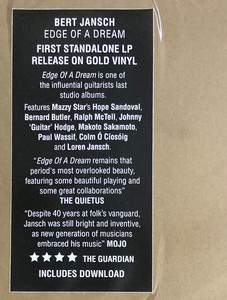 BERT JANSCH
EDGE OF A DREAM
FIRST STANDALONE LP
RELEASE ON GOLD VINYL
Edge Of A Dream is one of
the influential guitarists last
studio albums.
Features Mazzy Star's Hope Sandoval,
Bernard Butler, Ralph McTell, Johnny
'Guitar' Hodge, Makoto Sakamoto,
Paul Wassif, Colm Ó Cíosóig
and Loren Jansch.
"Edge Of A Dream remains that
period's most overlooked beauty,
featuring some beautiful playing and
some great collaborations"
THE QUIETUS
"Despite 40 years at folk's vanguard,
Jansch was still bright and inventive,
as new generation of musicians
embraced his music" MOJO
★★★★ THE GUARDIAN
INCLUDES DOWNLOAD